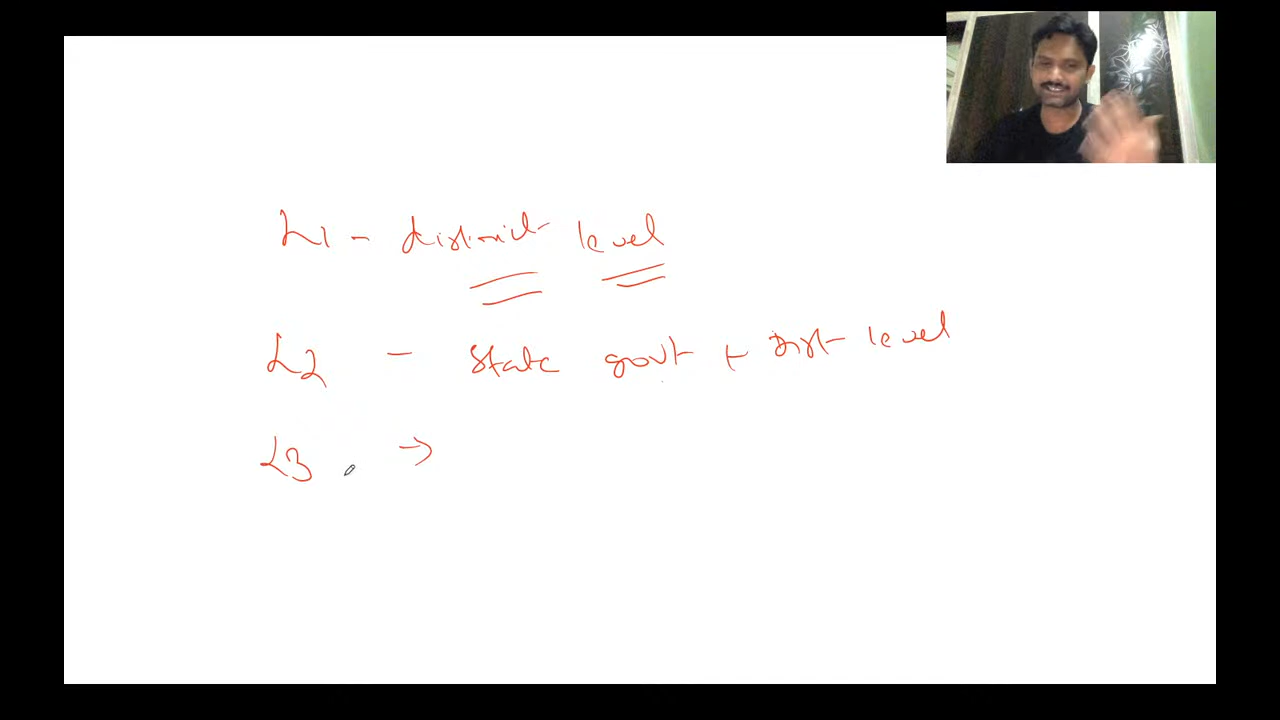 L1 - district level
L2 - state govt + Dist level
L3 →